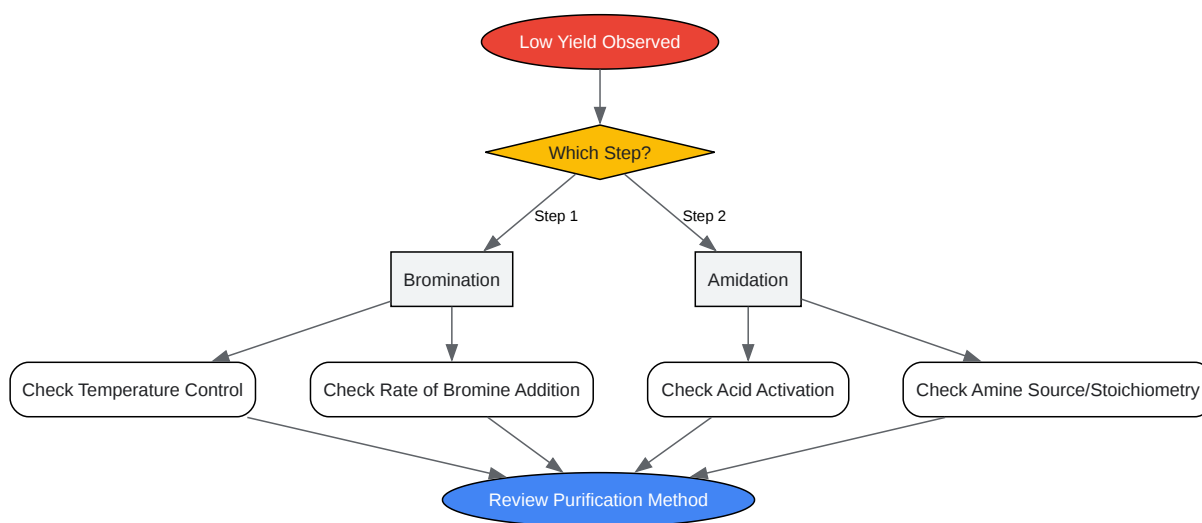 Low Yield Observed
Which Step?
Step 1
Step 2
Bromination
Amidation
Check Temperature Control
Check Rate of Bromine Addition
Check Acid Activation
Check Amine Source/Stoichiometry
Review Purification Method